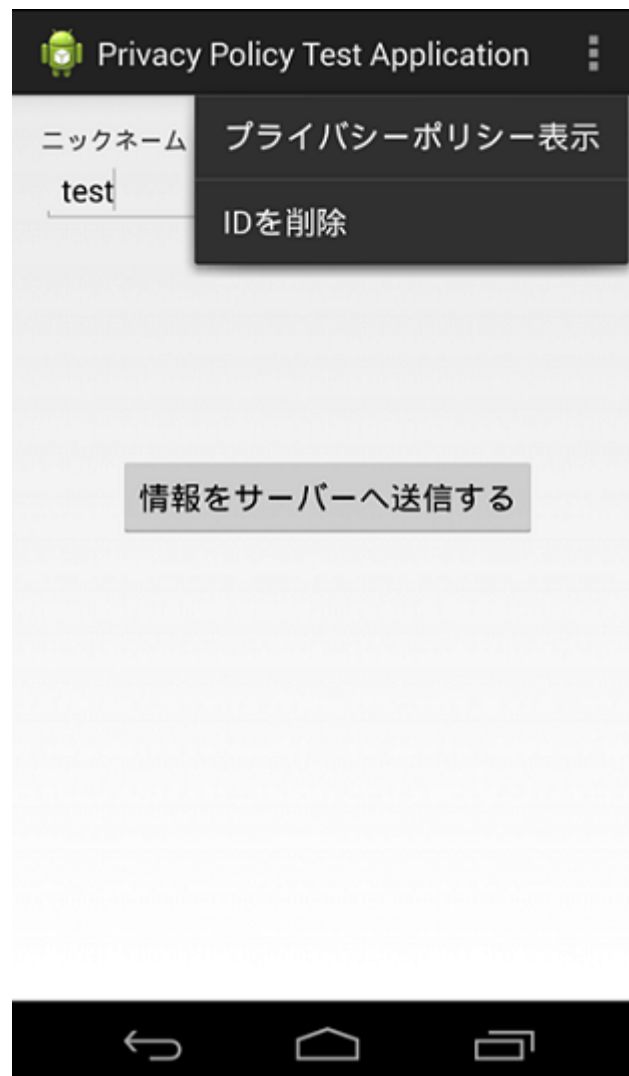 Privacy Policy Test Application
プライバシーポリシー表示
IDを削除
ニックネーム
test
情報をサーバーへ送信する